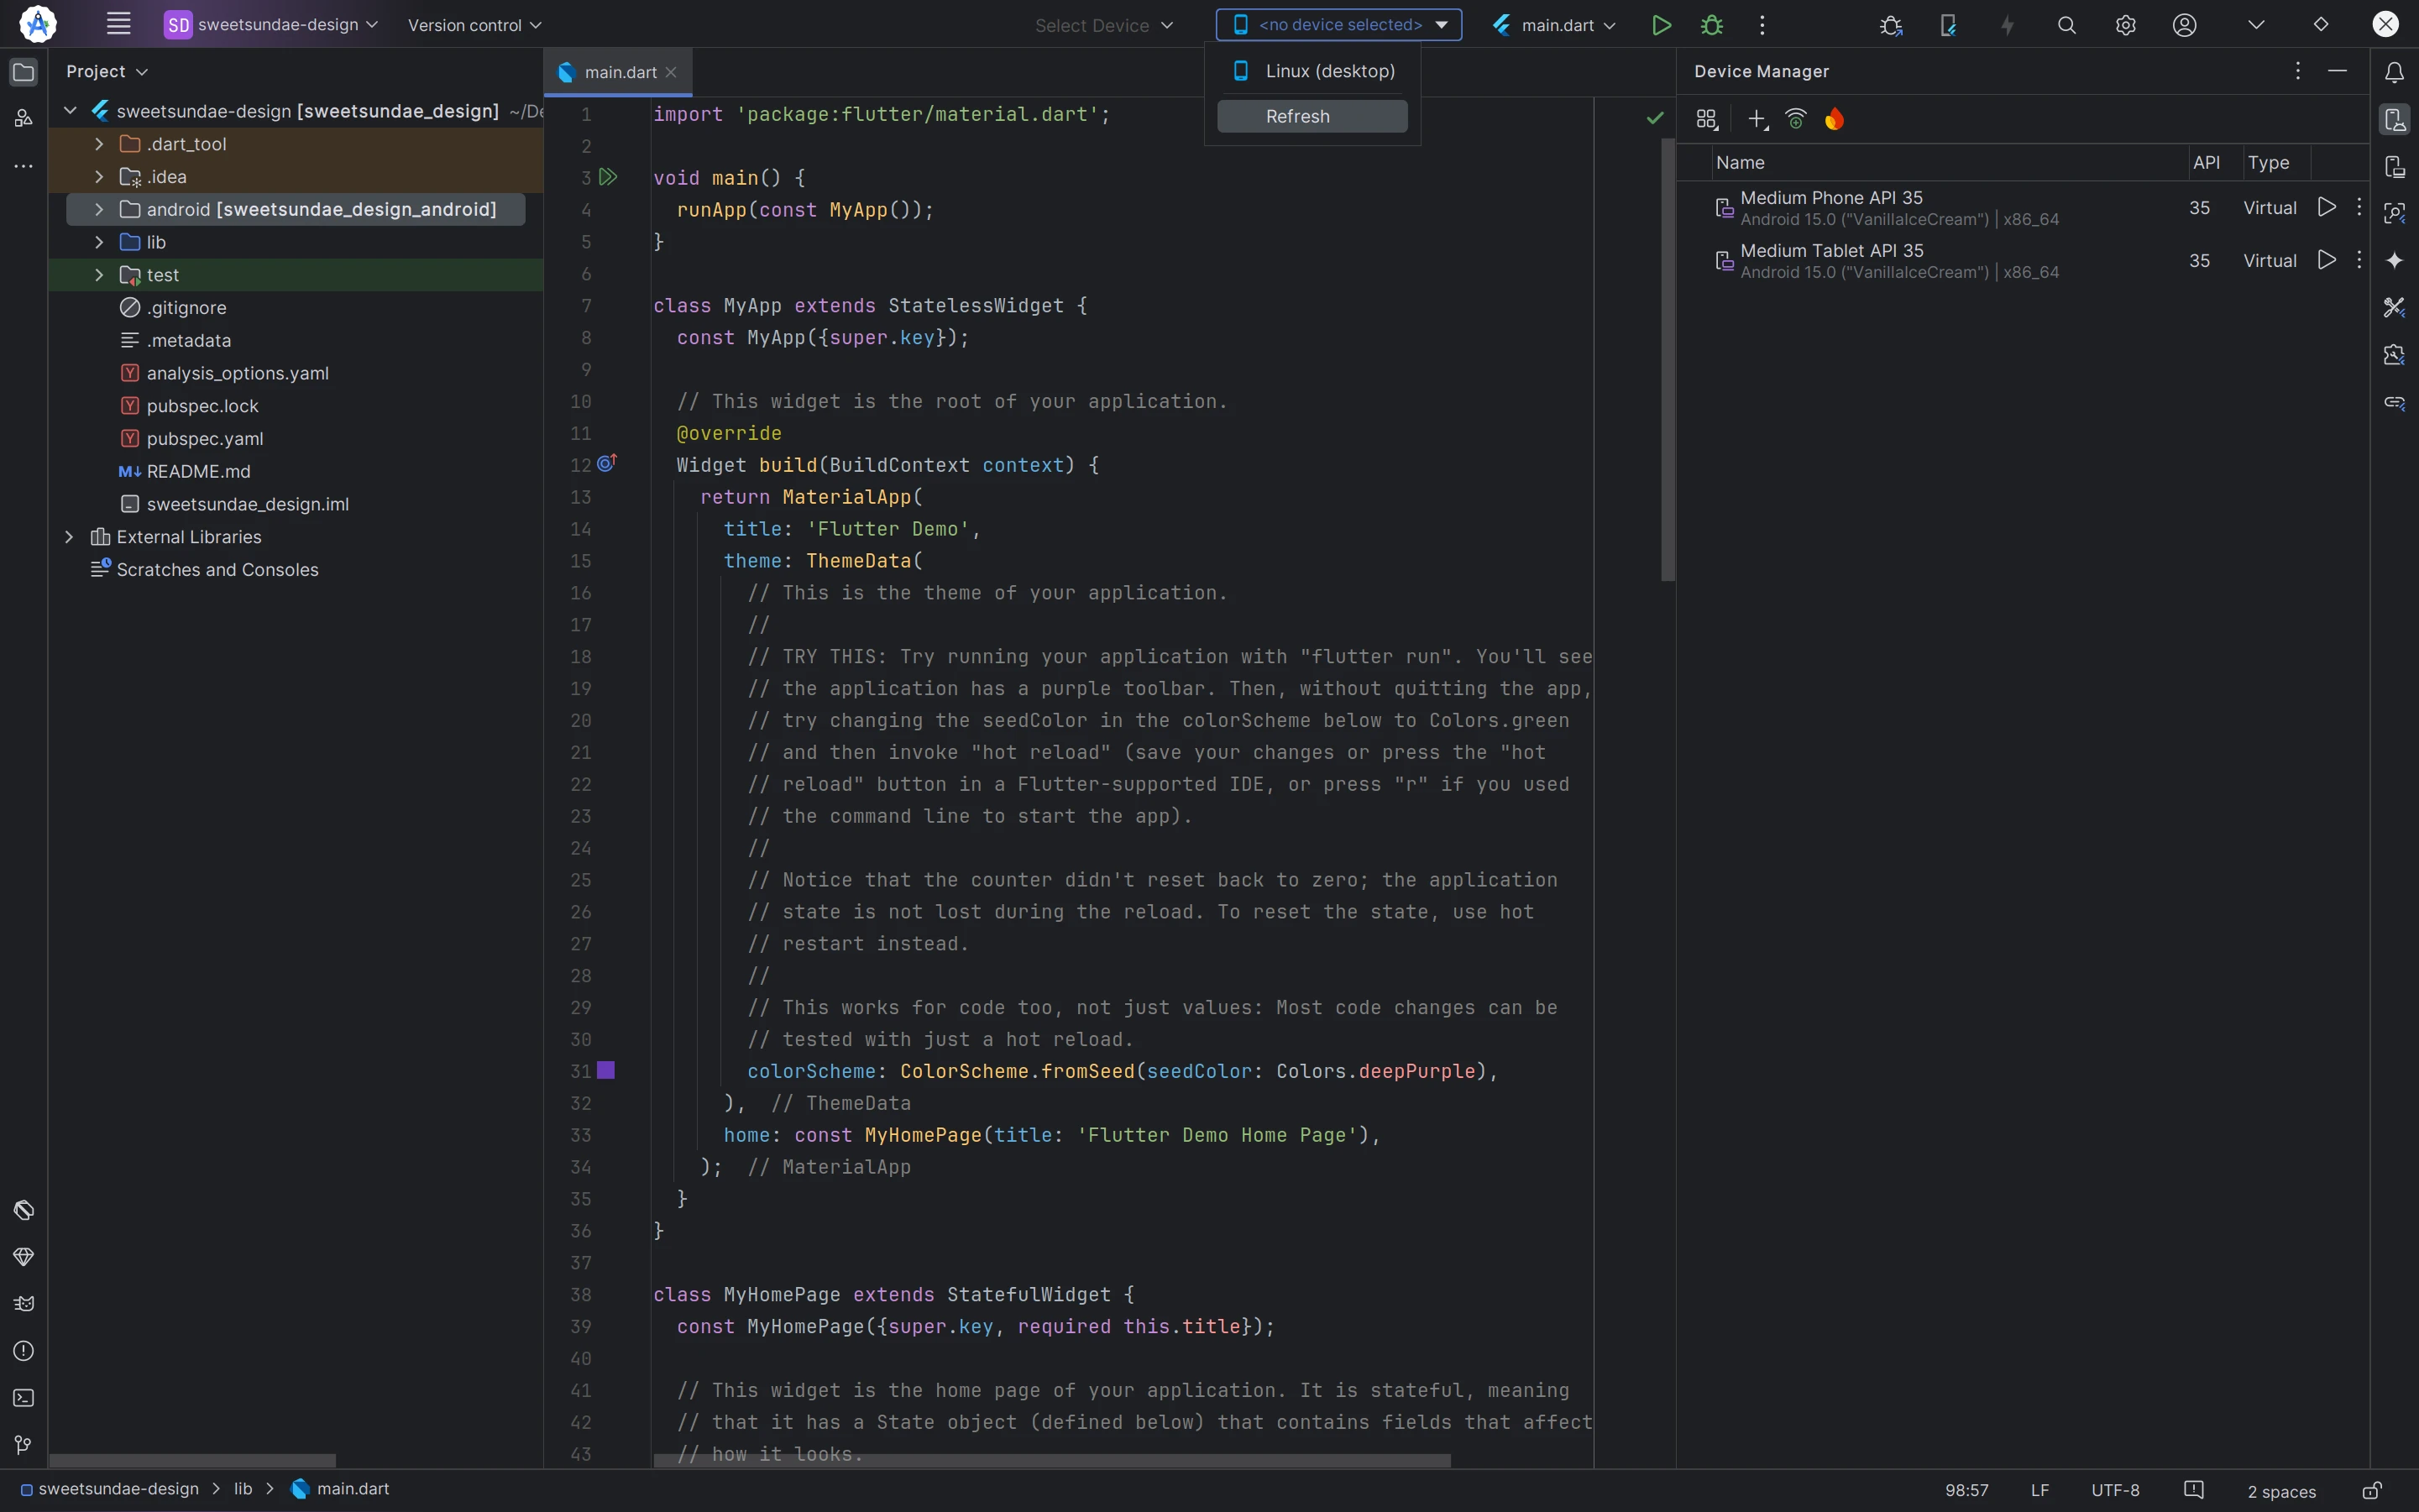 SD sweetsundae-design
Version control
Select Device
<no device selected>
main.dart
Linux (desktop)
Refresh
Project
sweetsundae-design [sweetsundae_design] ~/De
.dart_tool
.idea
android [sweetsundae_design_android]
lib
test
.gitignore
.metadata
analysis_options.yaml
pubspec.lock
pubspec.yaml
README.md
sweetsundae_design.iml
External Libraries
Scratches and Consoles
main.dart
1 import 'package:flutter/material.dart';
2
3 void main() {
4 runApp(const MyApp());
5 }
6
7 class MyApp extends StatelessWidget {
8 const MyApp({super.key});
9
10 // This widget is the root of your application.
11 @override
12 Widget build(BuildContext context) {
13 return MaterialApp(
14 title: 'Flutter Demo',
15 theme: ThemeData(
16 // This is the theme of your application.
17 //
18 // TRY THIS: Try running your application with "flutter run". You'll see
19 // the application has a purple toolbar. Then, without quitting the app,
20 // try changing the seedColor in the colorScheme below to Colors.green
21 // and then invoke "hot reload" (save your changes or press the "hot
22 // reload" button in a Flutter-supported IDE, or press "r" if you used
23 // the command line to start the app).
24 //
25 // Notice that the counter didn't reset back to zero; the application
26 // state is not lost during the reload. To reset the state, use hot
27 // restart instead.
28 //
29 // This works for code too, not just values: Most code changes can be
30 // tested with just a hot reload.
31 colorScheme: ColorScheme.fromSeed(seedColor: Colors.deepPurple),
32 ), // ThemeData
33 home: const MyHomePage(title: 'Flutter Demo Home Page'),
34 ); // MaterialApp
35 }
36 }
37
38 class MyHomePage extends StatefulWidget {
39 const MyHomePage({super.key, required this.title});
40
41 // This widget is the home page of your application. It is stateful, meaning
42 // that it has a State object (defined below) that contains fields that affect
43 // how it looks.
Device Manager
Name API Type
Medium Phone API 35
Android 15.0 ("VanillaIceCream") | x86_64
35 Virtual
Medium Tablet API 35
Android 15.0 ("VanillaIceCream") | x86_64
35 Virtual
sweetsundae-design > lib > main.dart
98:57 LF UTF-8 2 spaces